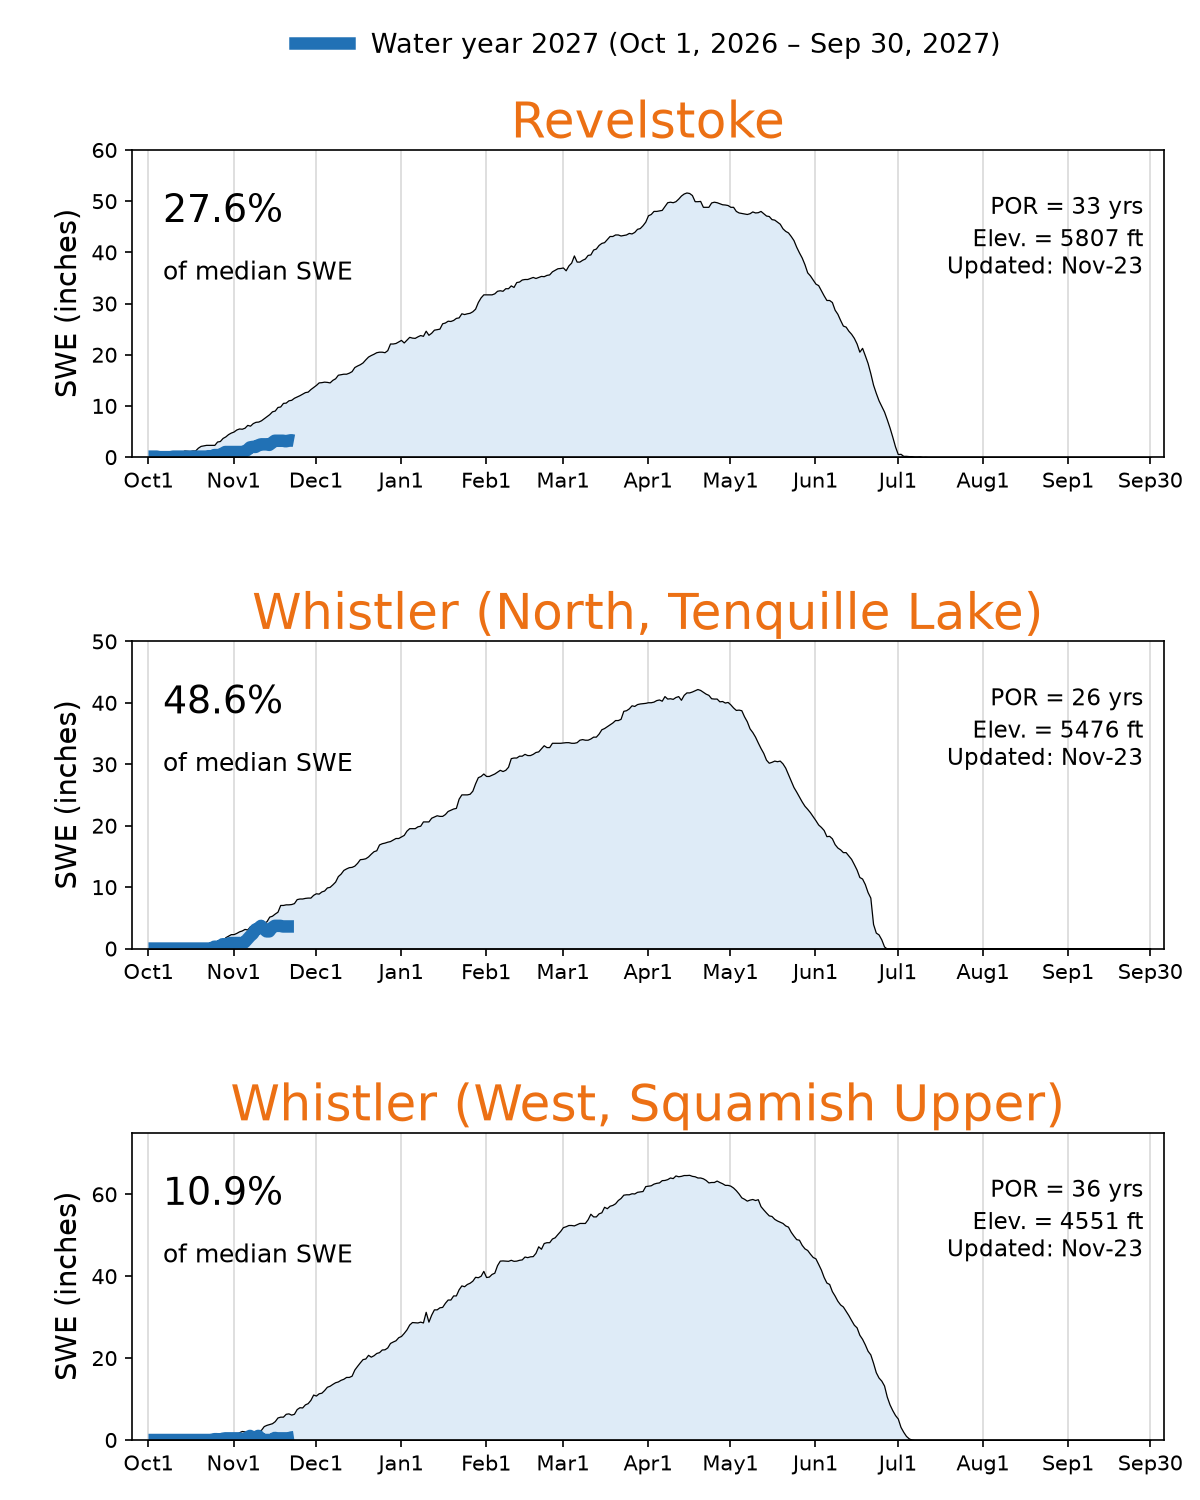 Water year 2027 (Oct 1, 2026 – Sep 30, 2027)
Revelstoke
60
50
40
30
20
10
0
SWE (inches)
27.6%
of median SWE
POR = 33 yrs
Elev. = 5807 ft
Updated: Nov-23
Oct1 Nov1 Dec1 Jan1 Feb1 Mar1 Apr1 May1 Jun1 Jul1 Aug1 Sep1 Sep30
Whistler (North, Tenquille Lake)
50
40
30
20
10
0
SWE (inches)
48.6%
of median SWE
POR = 26 yrs
Elev. = 5476 ft
Updated: Nov-23
Oct1 Nov1 Dec1 Jan1 Feb1 Mar1 Apr1 May1 Jun1 Jul1 Aug1 Sep1 Sep30
Whistler (West, Squamish Upper)
60
40
20
0
SWE (inches)
10.9%
of median SWE
POR = 36 yrs
Elev. = 4551 ft
Updated: Nov-23
Oct1 Nov1 Dec1 Jan1 Feb1 Mar1 Apr1 May1 Jun1 Jul1 Aug1 Sep1 Sep30